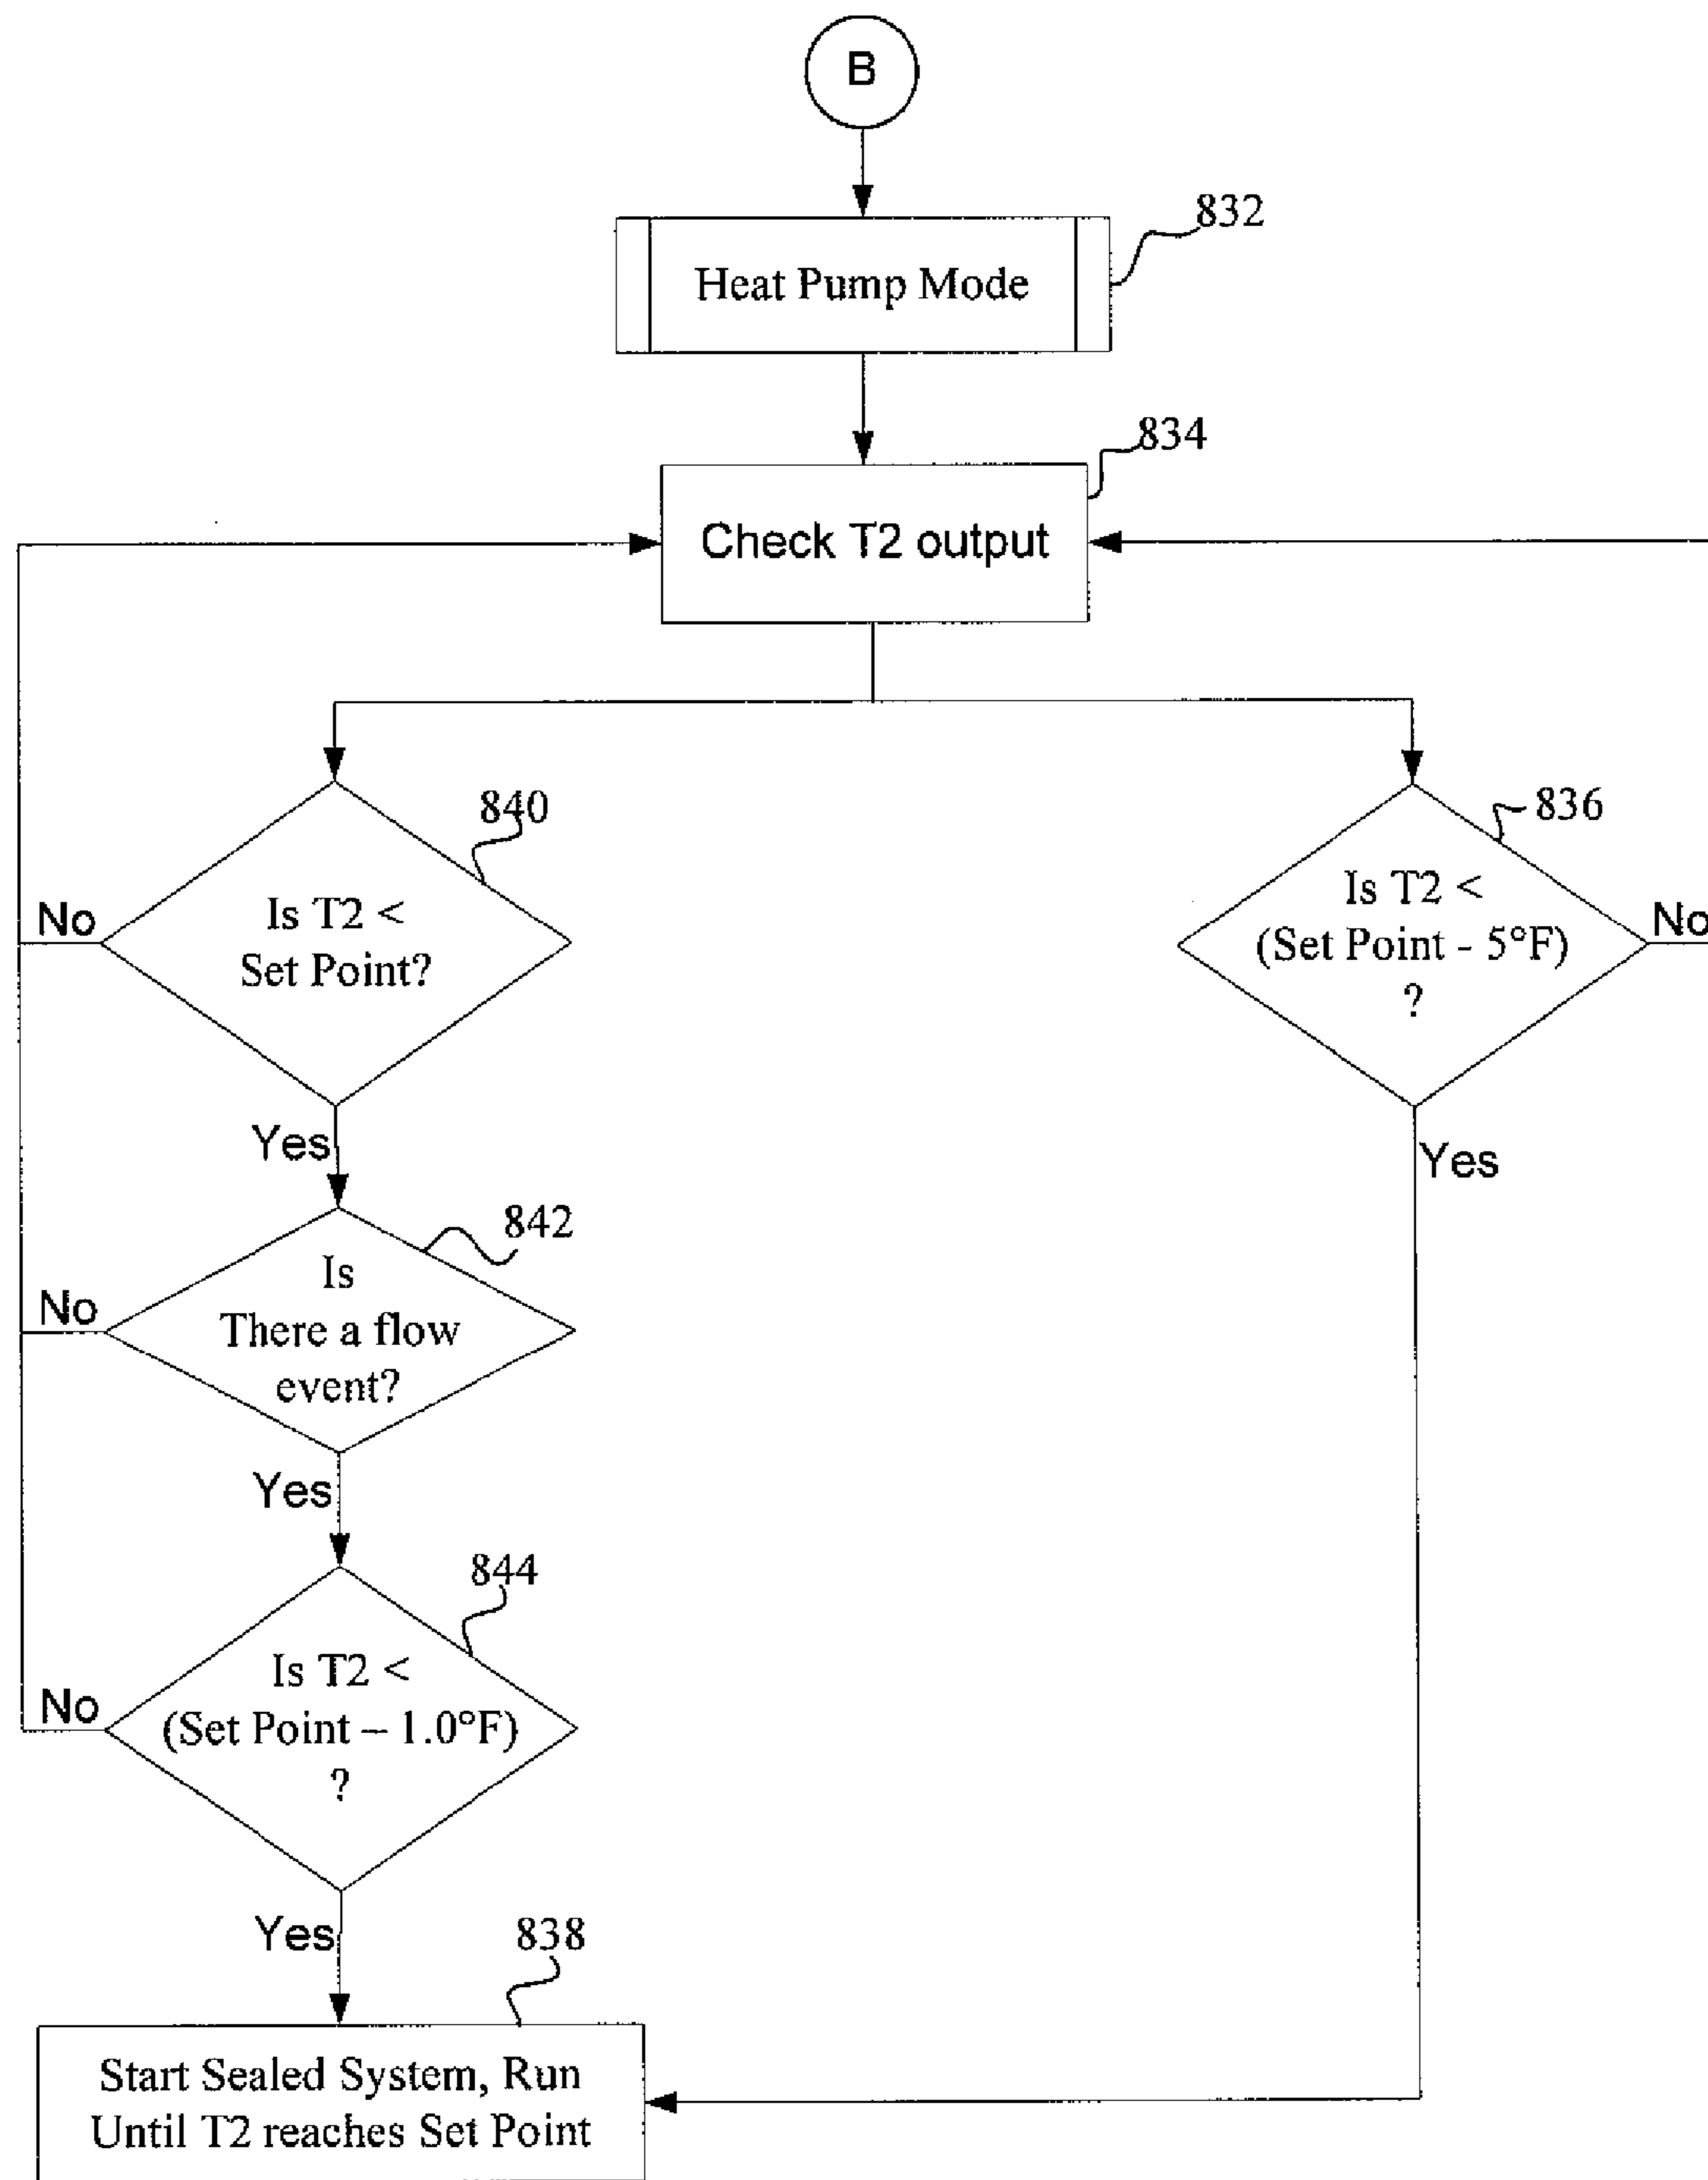 B
832
Heat Pump Mode
834
Check T2 output
840
Is T2 <
Set Point?
No
Yes
836
Is T2 <
(Set Point - 5°F)
?
No
Yes
842
Is
There a flow
event?
No
Yes
844
Is T2 <
(Set Point – 1.0°F)
?
No
Yes
838
Start Sealed System, Run
Until T2 reaches Set Point